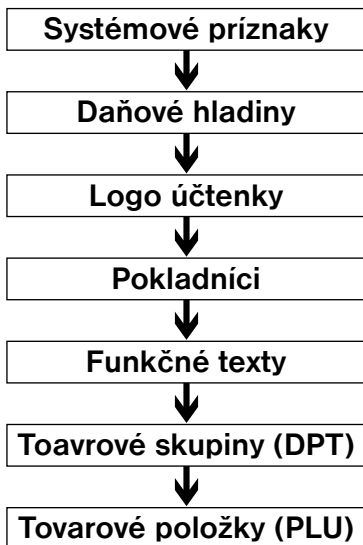 Systémové príznaky
Daňové hladiny
Logo účtenky
Pokladníci
Funkčné texty
Toavrové skupiny (DPT)
Tovarové položky (PLU)